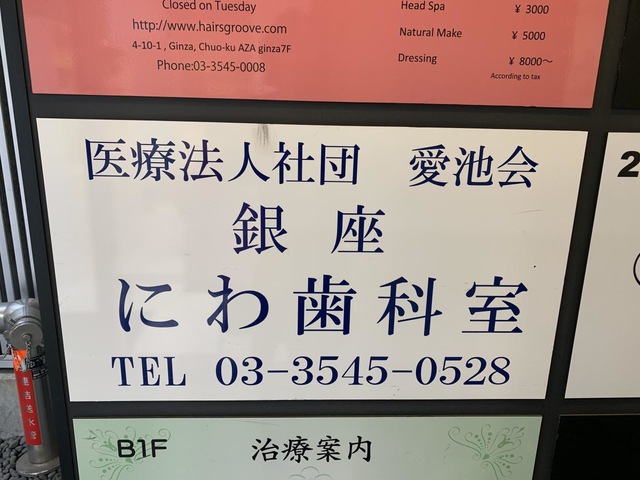 Closed on Tuesday
http://www.hairsgroove.com
4-10-1 , Ginza, Chuo-ku AZA ginza7F
Phone:03-3545-0008
Head Spa ¥ 3000
Natural Make ¥ 5000
Dressing ¥ 8000〜
According to tax
医療法人社団 愛池会
銀座
にわ歯科室
TEL 03-3545-0528
2
B1F 治療案内